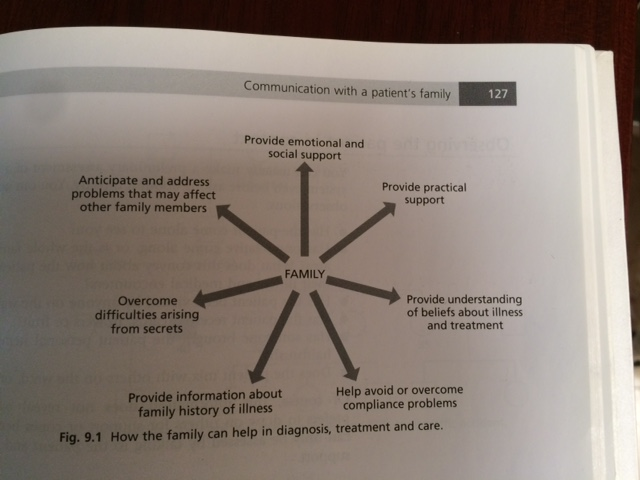 Communication with a patient's family 127
Provide emotional and
social support
Provide practical
support
Anticipate and address
problems that may affect
other family members
FAMILY
Provide understanding
of beliefs about illness
and treatment
Overcome
difficulties arising
from secrets
Help avoid or overcome
compliance problems
Provide information about
family history of illness
Fig. 9.1 How the family can help in diagnosis, treatment and care.